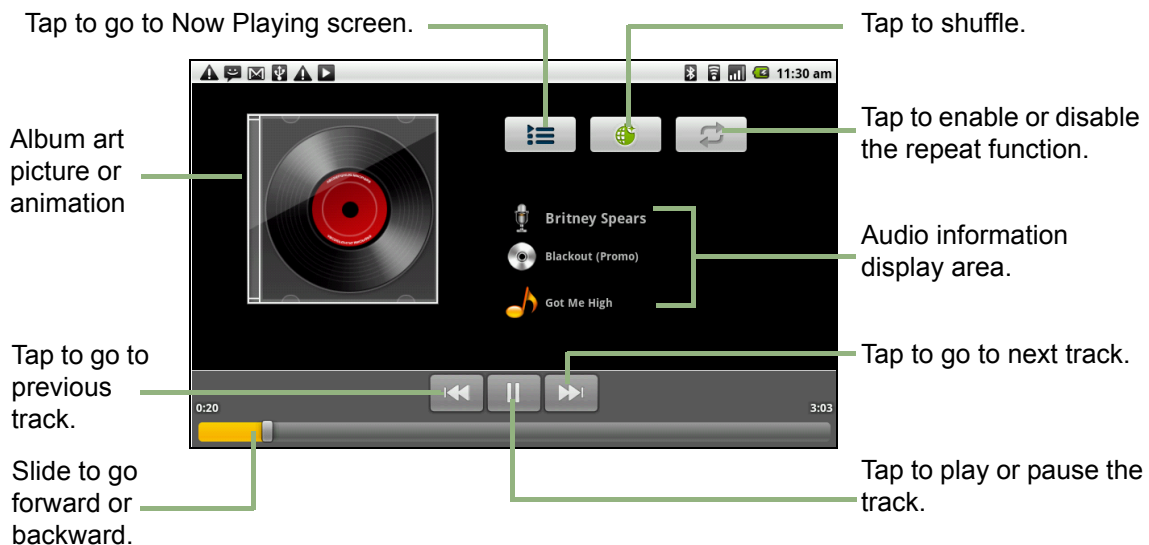 Tap to go to Now Playing screen.
Tap to shuffle.
11:30 am
Album art
picture or
animation
Tap to enable or disable
the repeat function.
Britney Spears
Blackout (Promo)
Got Me High
Audio information
display area.
Tap to go to
previous
track.
Tap to go to next track.
0:20
3:03
Slide to go
forward or
backward.
Tap to play or pause the
track.